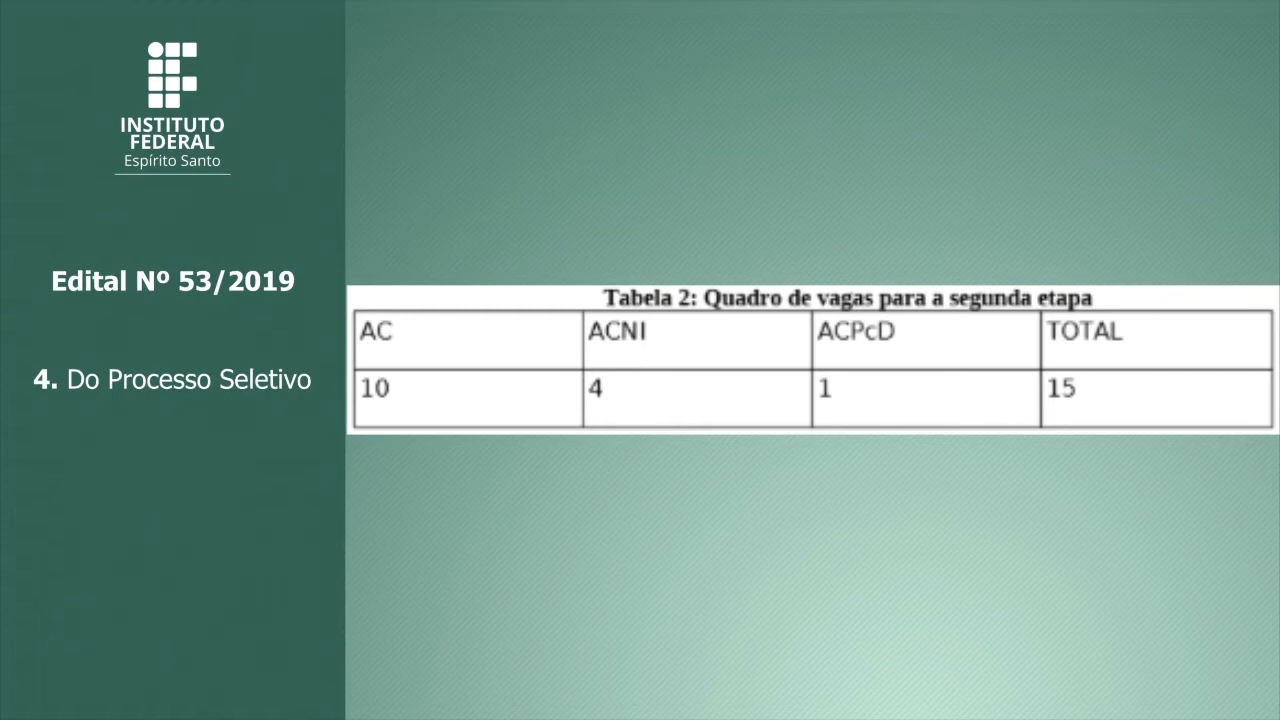 INSTITUTO
FEDERAL
Espírito Santo
Edital Nº 53/2019
4. Do Processo Seletivo
Tabela 2: Quadro de vagas para a segunda etapa
AC ACNI ACPcD TOTAL
10 4 1 15